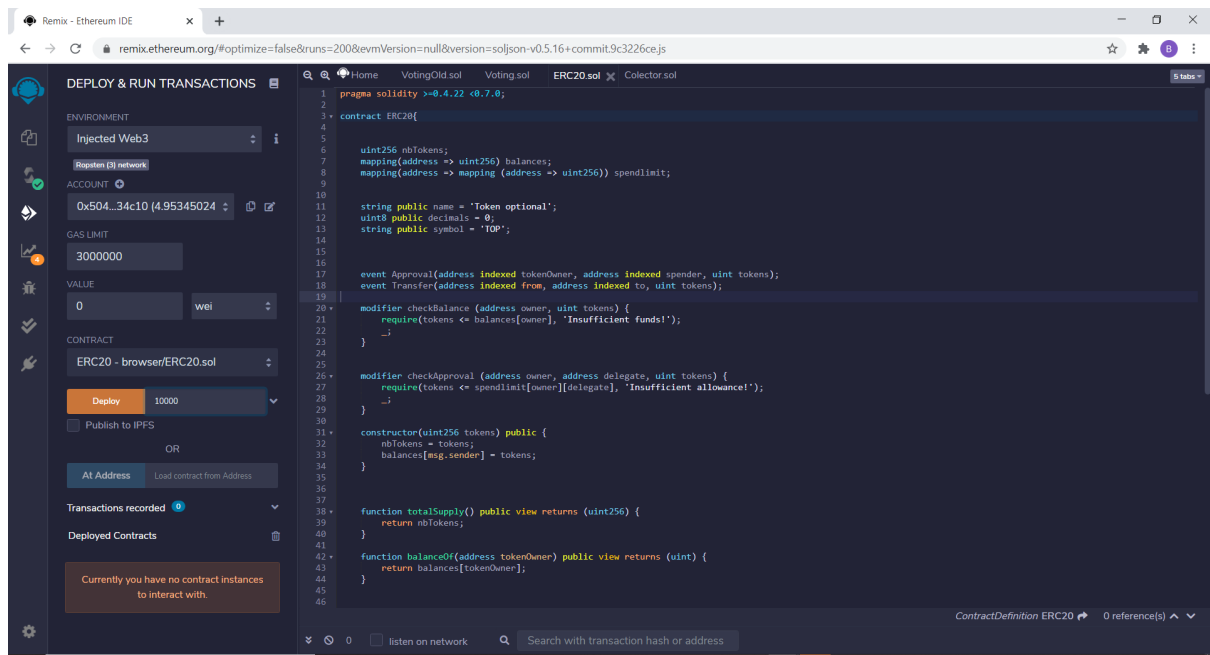 Remix - Ethereum IDE
remix.ethereum.org/#optimize=false&runs=200&evmVersion=null&version=soljson-v0.5.16+commit.9c3226ce.js
B
DEPLOY & RUN TRANSACTIONS
ENVIRONMENT
Injected Web3
i
Ropsten (3) network
ACCOUNT
0x504...34c10 (4.95345024
GAS LIMIT
3000000
VALUE
0 wei
CONTRACT
ERC20 - browser/ERC20.sol
Deploy 10000
Publish to IPFS
OR
At Address Load contract from Address
Transactions recorded 0
Deployed Contracts
Currently you have no contract instances
to interact with.
4
Home VotingOld.sol Voting.sol ERC20.sol Colector.sol 5 tabs
1 pragma solidity >=0.4.22 <0.7.0;
2
3 contract ERC20{
4
5
6 uint256 nbTokens;
7 mapping(address => uint256) balances;
8 mapping(address => mapping (address => uint256)) spendlimit;
9
10
11 string public name = 'Token optional';
12 uint8 public decimals = 0;
13 string public symbol = 'TOP';
14
15
16
17 event Approval(address indexed tokenOwner, address indexed spender, uint tokens);
18 event Transfer(address indexed from, address indexed to, uint tokens);
19
20 modifier checkBalance (address owner, uint tokens) {
21 require(tokens <= balances[owner], 'Insufficient funds!');
22 _;
23 }
24
25
26 modifier checkApproval (address owner, address delegate, uint tokens) {
27 require(tokens <= spendlimit[owner][delegate], 'Insufficient allowance!');
28 _;
29 }
30
31 constructor(uint256 tokens) public {
32 nbTokens = tokens;
33 balances[msg.sender] = tokens;
34 }
35
36
37
38 function totalSupply() public view returns (uint256) {
39 return nbTokens;
40 }
41
42 function balanceOf(address tokenOwner) public view returns (uint) {
43 return balances[tokenOwner];
44 }
45
46
ContractDefinition ERC20 0 reference(s)
0 listen on network Search with transaction hash or address